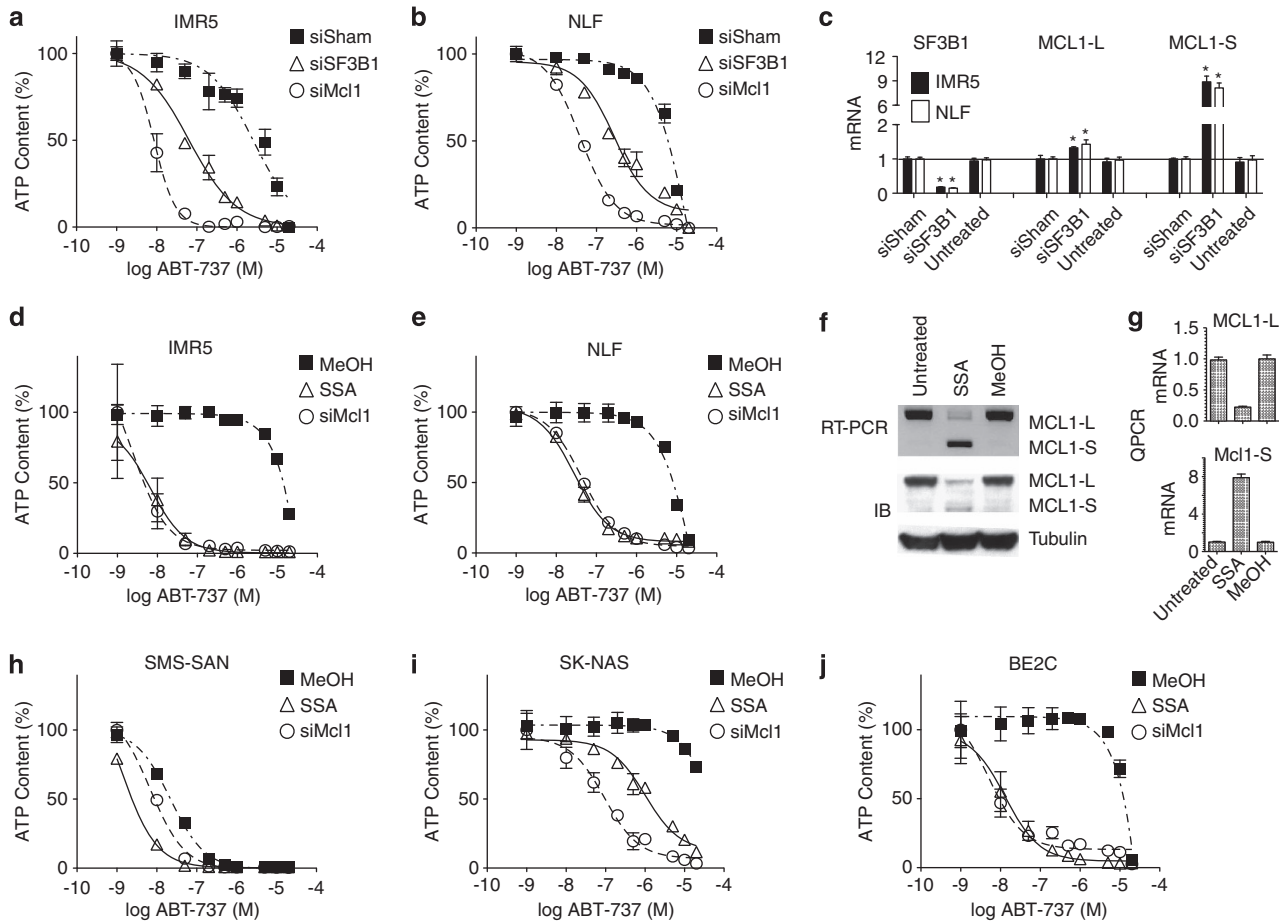 a
IMR5
siSham
siSF3B1
siMcl1
ATP Content (%)
100
50
0
-10 -9 -8 -7 -6 -5 -4
log ABT-737 (M)
b
NLF
siSham
siSF3B1
siMcl1
ATP Content (%)
100
50
0
-10 -9 -8 -7 -6 -5 -4
log ABT-737 (M)
c
SF3B1 MCL1-L MCL1-S
IMR5
NLF
mRNA
12
9
6
2
1
0
* * * * * *
siSham siSF3B1 Untreated siSham siSF3B1 Untreated siSham siSF3B1 Untreated
d
IMR5
MeOH
SSA
siMcl1
ATP Content (%)
100
50
0
-10 -9 -8 -7 -6 -5 -4
log ABT-737 (M)
e
NLF
MeOH
SSA
siMcl1
ATP Content (%)
100
50
0
-10 -9 -8 -7 -6 -5 -4
log ABT-737 (M)
f
Untreated SSA MeOH
RT-PCR
MCL1-L
MCL1-S
IB
MCL1-L
MCL1-S
Tubulin
g
MCL1-L
QPCR
mRNA
1.5
1.0
0.5
0.0
Mcl1-S
mRNA
8
4
0
Untreated SSA MeOH
h
SMS-SAN
MeOH
SSA
siMcl1
ATP Content (%)
100
50
0
-10 -9 -8 -7 -6 -5 -4
log ABT-737 (M)
i
SK-NAS
MeOH
SSA
siMcl1
ATP Content (%)
100
50
0
-10 -9 -8 -7 -6 -5 -4
log ABT-737 (M)
j
BE2C
MeOH
SSA
siMcl1
ATP Content (%)
100
50
0
-10 -9 -8 -7 -6 -5 -4
log ABT-737 (M)